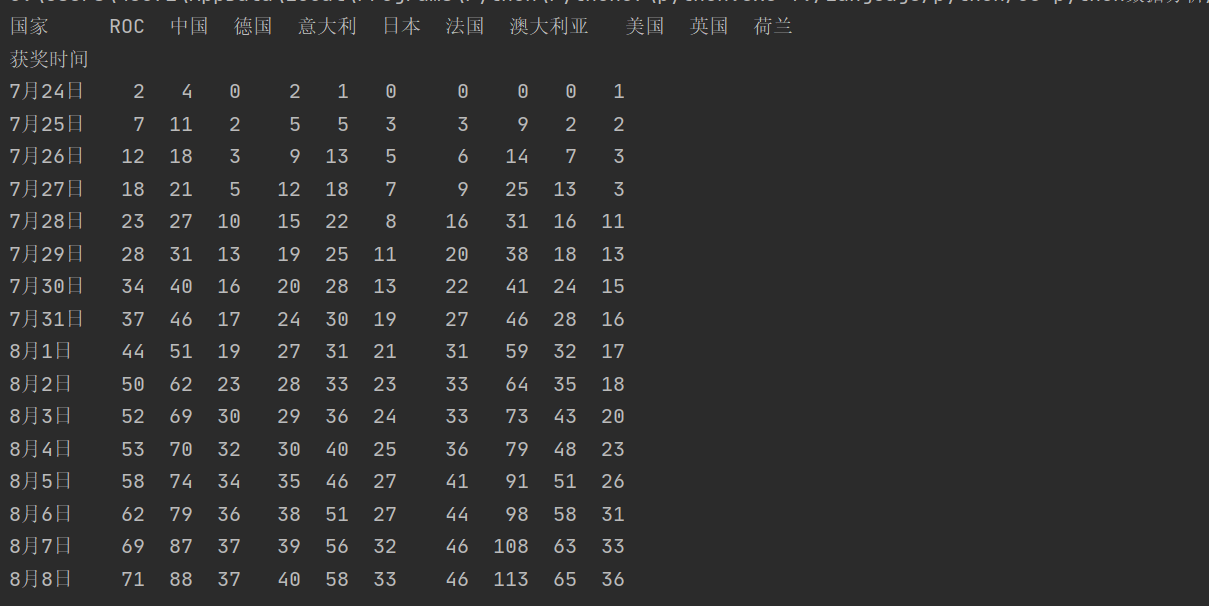 国家 ROC 中国 德国 意大利 日本 法国 澳大利亚 美国 英国 荷兰
获奖时间
7月24日 2 4 0 2 1 0 0 0 0 1
7月25日 7 11 2 5 5 3 3 9 2 2
7月26日 12 18 3 9 13 5 6 14 7 3
7月27日 18 21 5 12 18 7 9 25 13 3
7月28日 23 27 10 15 22 8 16 31 16 11
7月29日 28 31 13 19 25 11 20 38 18 13
7月30日 34 40 16 20 28 13 22 41 24 15
7月31日 37 46 17 24 30 19 27 46 28 16
8月1日 44 51 19 27 31 21 31 59 32 17
8月2日 50 62 23 28 33 23 33 64 35 18
8月3日 52 69 30 29 36 24 33 73 43 20
8月4日 53 70 32 30 40 25 36 79 48 23
8月5日 58 74 34 35 46 27 41 91 51 26
8月6日 62 79 36 38 51 27 44 98 58 31
8月7日 69 87 37 39 56 32 46 108 63 33
8月8日 71 88 37 40 58 33 46 113 65 36